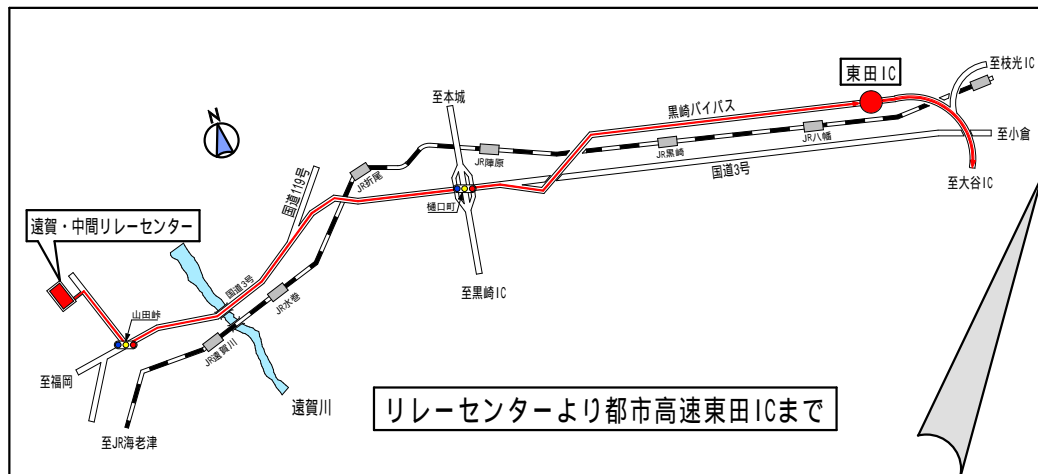 至枝光IC
東田IC
至本城
黒崎バイパス
N
JR八幡
至小倉
JR黒崎
JR陣原
国道3号
JR折尾
至大谷IC
国道119号
樋口町
遠賀・中間リレーセンター
至黒崎IC
国道3号
JR水巻
山田峠
JR遠賀川
至福岡
遠賀川
リレーセンターより都市高速東田ICまで
至JR海老津